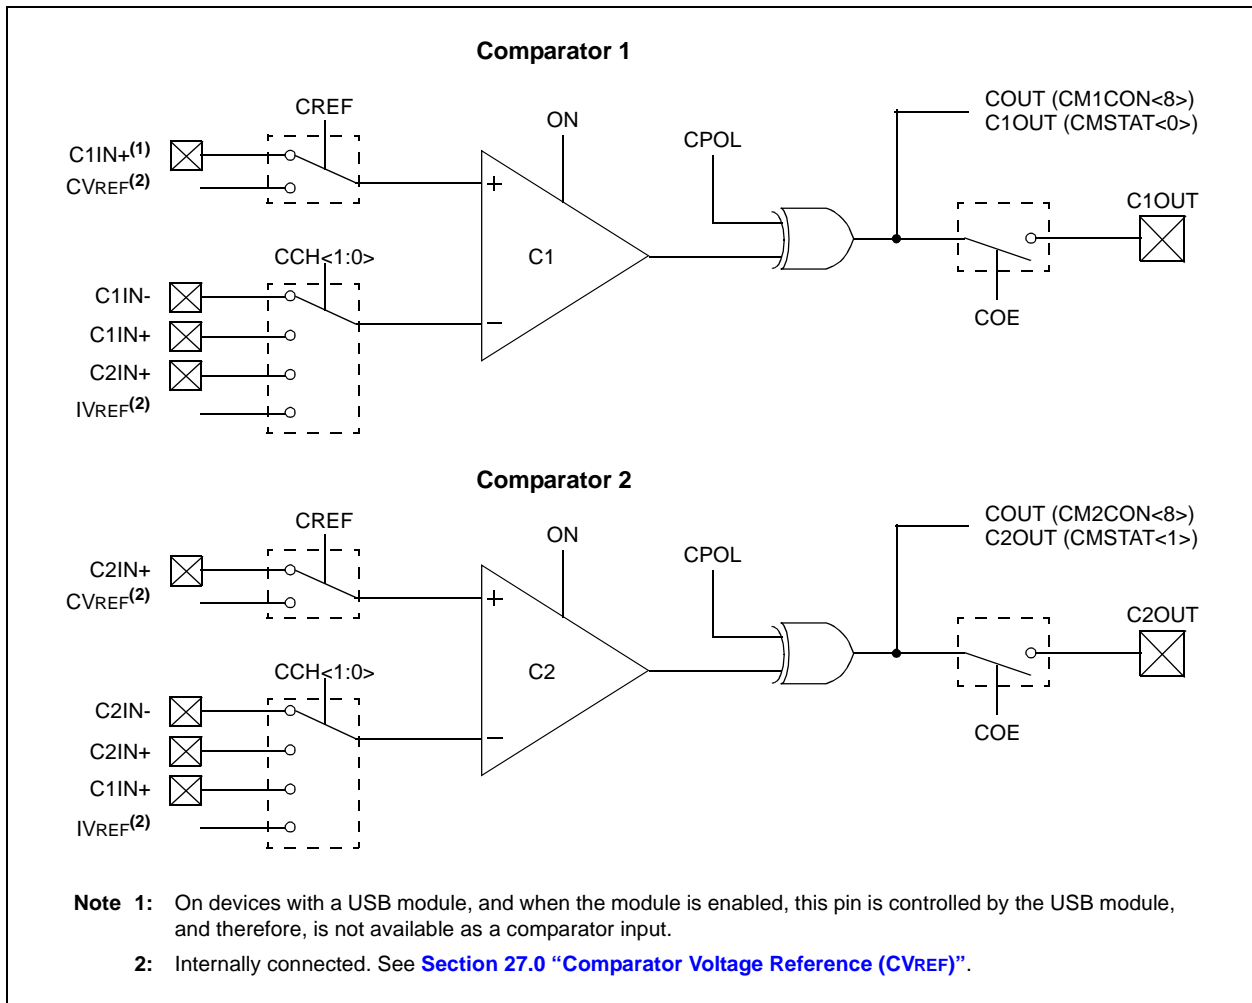 Comparator 1
CREF
ON
CPOL
COUT (CM1CON<8>)
C1OUT (CMSTAT<0>)
C1IN+(1)
CVREF(2)
C1OUT
+
C1
CCH<1:0>
C1IN-
C1IN+
C2IN+
IVREF(2)
−
COE
Comparator 2
CREF
ON
CPOL
COUT (CM2CON<8>)
C2OUT (CMSTAT<1>)
C2IN+
CVREF(2)
C2OUT
+
C2
CCH<1:0>
C2IN-
C2IN+
C1IN+
IVREF(2)
−
COE
Note 1: On devices with a USB module, and when the module is enabled, this pin is controlled by the USB module,
and therefore, is not available as a comparator input.
2: Internally connected. See Section 27.0 “Comparator Voltage Reference (CVREF)”.